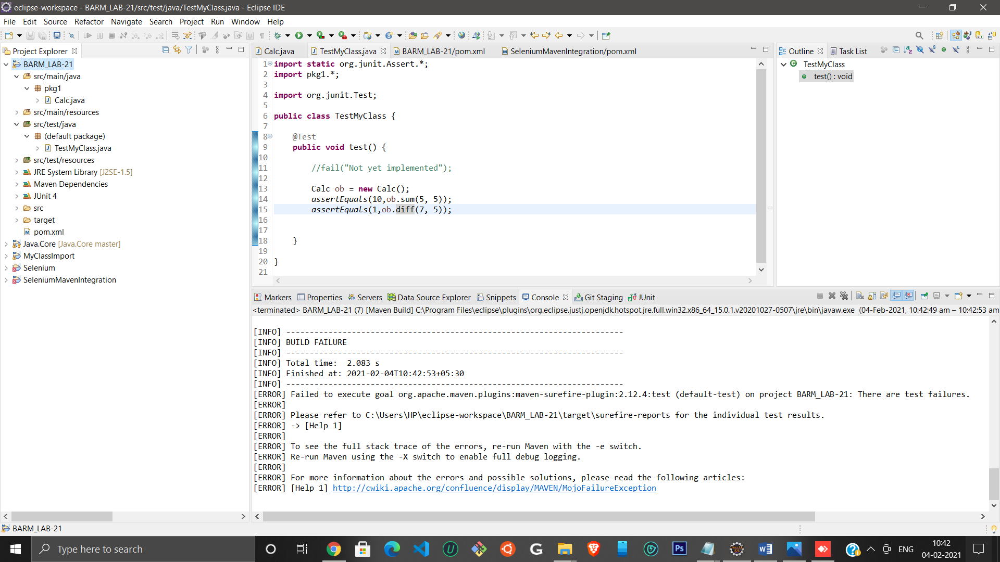 eclipse-workspace - BARM_LAB-21/src/test/java/TestMyClass.java - Eclipse IDE
File Edit Source Refactor Navigate Search Project Run Window Help
Project Explorer
BARM_LAB-21
src/main/java
pkg1
Calc.java
src/main/resources
src/test/java
(default package)
TestMyClass.java
src/test/resources
JRE System Library [J2SE-1.5]
Maven Dependencies
JUnit 4
src
target
pom.xml
Java.Core [Java.Core master]
MyClassImport
Selenium
SeleniumMavenIntegration
Calc.java TestMyClass.java BARM_LAB-21/pom.xml SeleniumMavenIntegration/pom.xml
1 import static org.junit.Assert.*;
2 import pkg1.*;
3
4 import org.junit.Test;
5
6 public class TestMyClass {
7
8 @Test
9 public void test() {
10
11 //fail("Not yet implemented");
12
13 Calc ob = new Calc();
14 assertEquals(10,ob.sum(5, 5));
15 assertEquals(1,ob.diff(7, 5));
16
17
18 }
19
20 }
21
Outline Task List
TestMyClass
test() : void
Markers Properties Servers Data Source Explorer Snippets Console Git Staging JUnit
<terminated> BARM_LAB-21 (7) [Maven Build] C:\Program Files\eclipse\plugins\org.eclipse.justj.openjdk.hotspot.jre.full.win32.x86_64_15.0.1.v20201027-0507\jre\bin\javaw.exe (04-Feb-2021, 10:42:49 am – 10:42:53 am
[INFO] ------------------------------------------------------------------------
[INFO] BUILD FAILURE
[INFO] ------------------------------------------------------------------------
[INFO] Total time: 2.083 s
[INFO] Finished at: 2021-02-04T10:42:53+05:30
[INFO] ------------------------------------------------------------------------
[ERROR] Failed to execute goal org.apache.maven.plugins:maven-surefire-plugin:2.12.4:test (default-test) on project BARM_LAB-21: There are test failures.
[ERROR]
[ERROR] Please refer to C:\Users\HP\eclipse-workspace\BARM_LAB-21\target\surefire-reports for the individual test results.
[ERROR] -> [Help 1]
[ERROR]
[ERROR] To see the full stack trace of the errors, re-run Maven with the -e switch.
[ERROR] Re-run Maven using the -X switch to enable full debug logging.
[ERROR]
[ERROR] For more information about the errors and possible solutions, please read the following articles:
[ERROR] [Help 1] http://cwiki.apache.org/confluence/display/MAVEN/MojoFailureException
BARM_LAB-21
Type here to search
ENG
10:42
04-02-2021